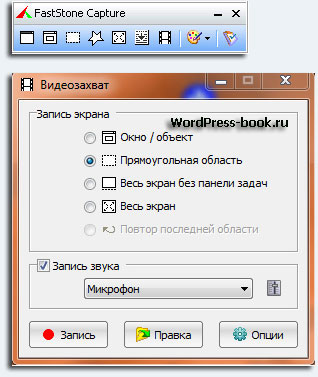 FastStone Capture
Видеозахват
Запись экрана
WordPress-book.ru
Окно / объект
Прямоугольная область
Весь экран без панели задач
Весь экран
Повтор последней области
Запись звука
Микрофон
Запись
Правка
Опции